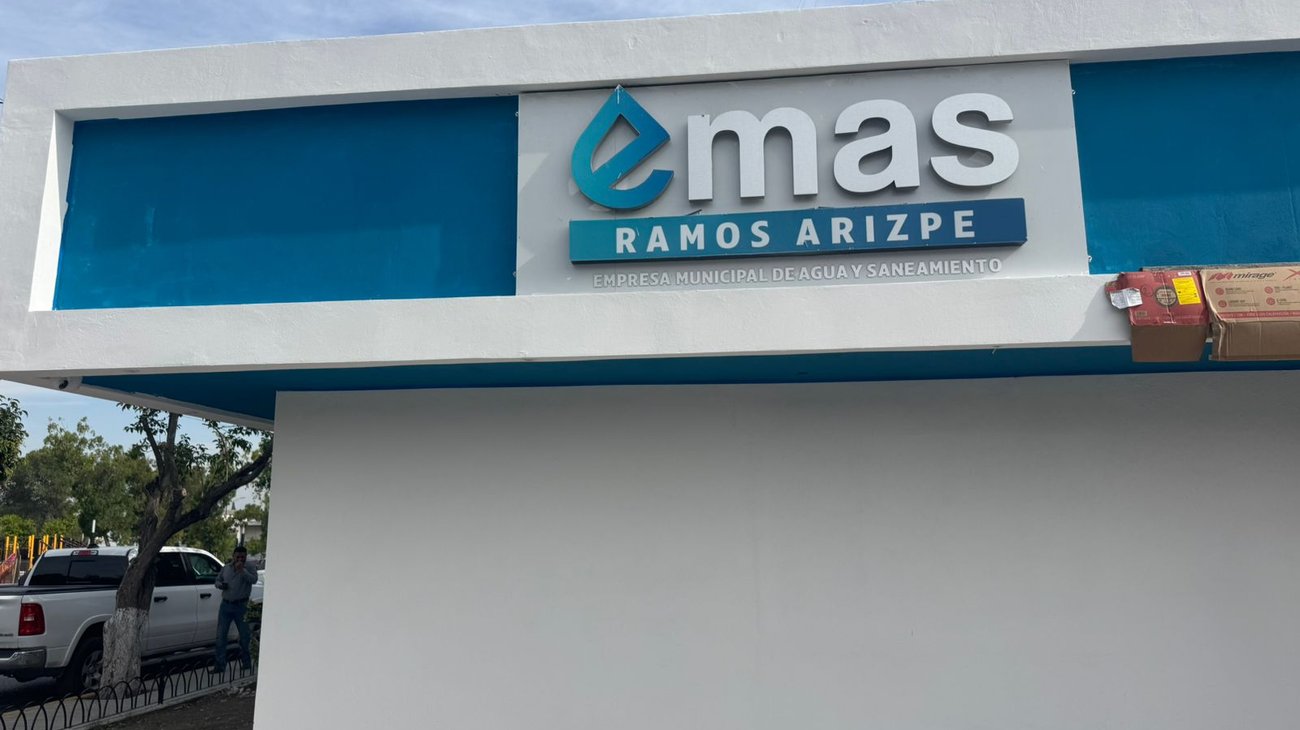 emas
RAMOS ARIZPE
EMPRESA MUNICIPAL DE AGUA Y SANEAMIENTO
mirage
X